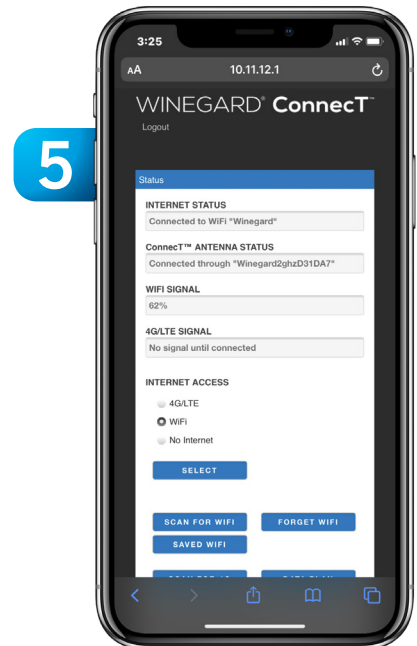 5
3:25
AA 10.11.12.1
WINEGARD® ConnecT™
Logout
Status
INTERNET STATUS
Connected to WiFi "Winegard"
ConnecT™ ANTENNA STATUS
Connected through "Winegard2ghzD31DA7"
WIFI SIGNAL
62%
4G/LTE SIGNAL
No signal until connected
INTERNET ACCESS
4G/LTE
WiFi
No Internet
SELECT
SCAN FOR WIFI FORGET WIFI
SAVED WIFI